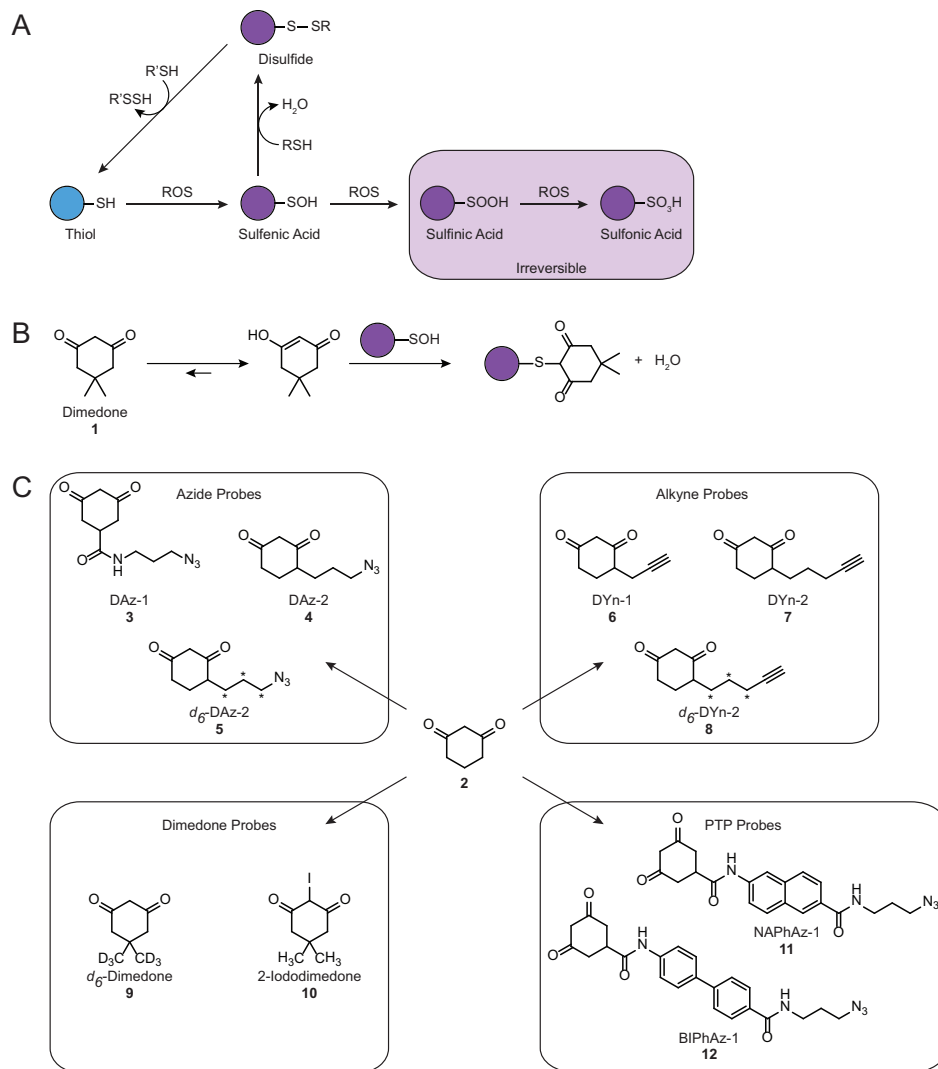 A
S SR
Disulfide
R'SH
R'SSH
H2O
RSH
SH
ROS
SOH
ROS
SOOH
ROS
SO3H
Thiol
Sulfenic Acid
Sulfinic Acid
Sulfonic Acid
Irreversible
B
O O
HO O
SOH
S
O
O
+ H2O
Dimedone
1
C
Azide Probes
O O
O N
H
N3
DAz-1
3
O O
N3
DAz-2
4
O O
* * *
N3
d6-DAz-2
5
Alkyne Probes
O O
DYn-1
6
O O
DYn-2
7
O O
* * *
d6-DYn-2
8
O O
2
Dimedone Probes
O O
D3C CD3
d6-Dimedone
9
I
O O
H3C CH3
2-Iododimedone
10
PTP Probes
O
O
H
N
O
O
H
N
N3
NAPhAz-1
11
O
O
H
N
O
O
H
N
N3
BIPhAz-1
12